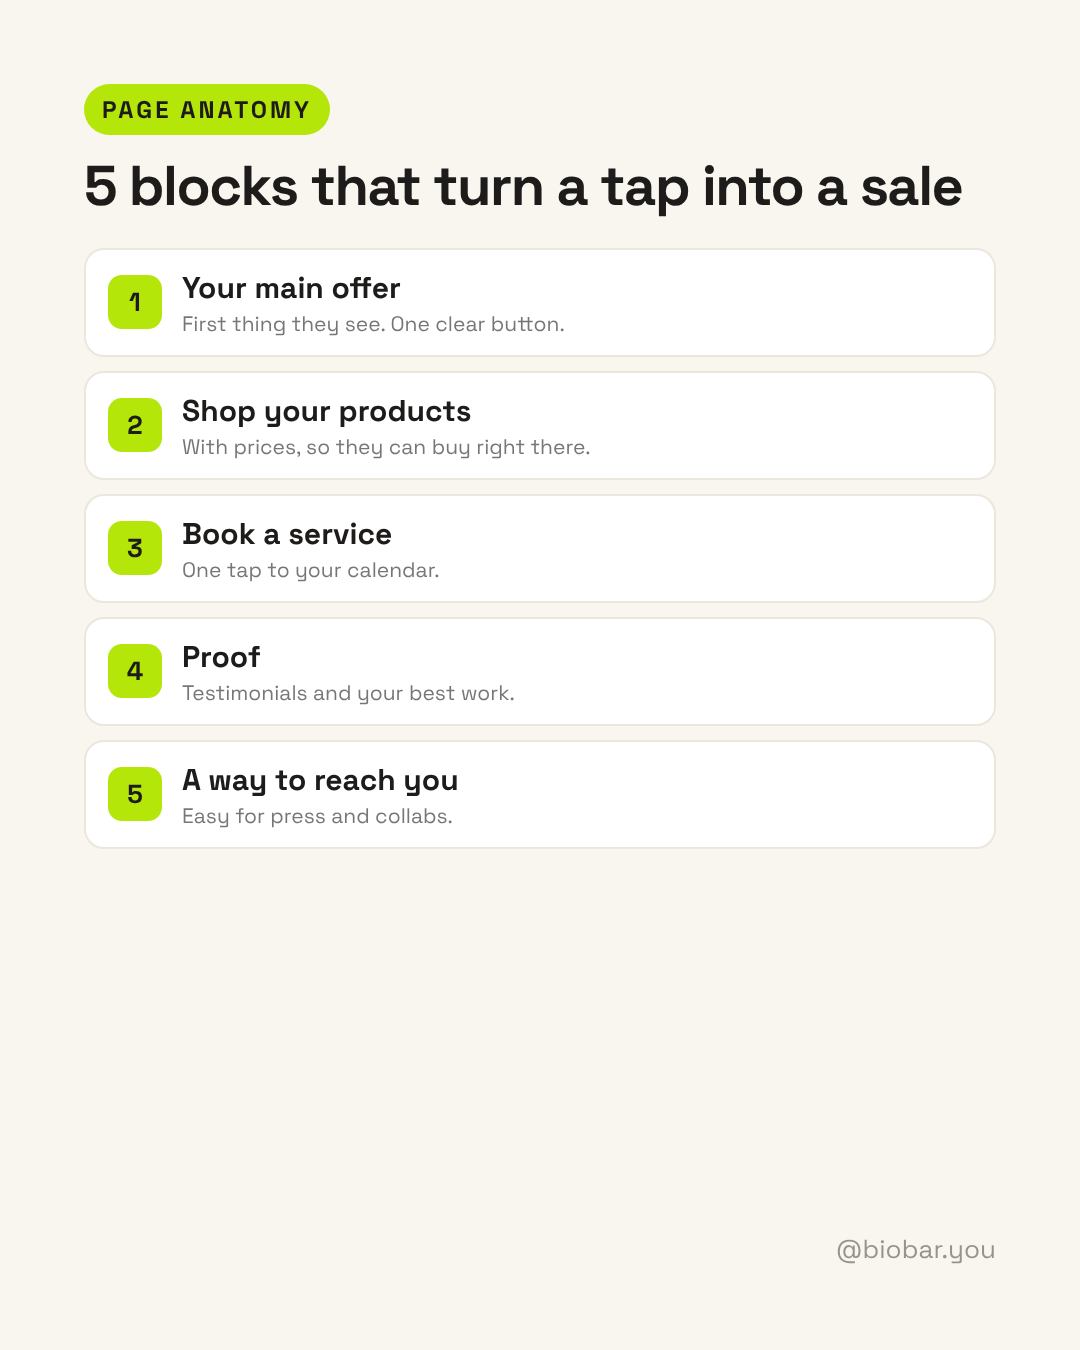 PAGE ANATOMY
5 blocks that turn a tap into a sale
1
Your main offer
First thing they see. One clear button.
2
Shop your products
With prices, so they can buy right there.
3
Book a service
One tap to your calendar.
4
Proof
Testimonials and your best work.
5
A way to reach you
Easy for press and collabs.
@biobar.you